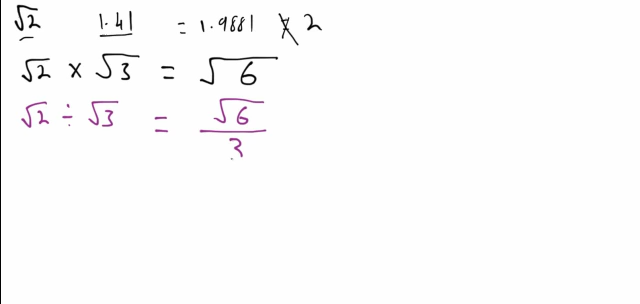 √2 1.41 = 1.9881 ≠ 2
√2 × √3 = √6
√2 ÷ √3 = √6/3